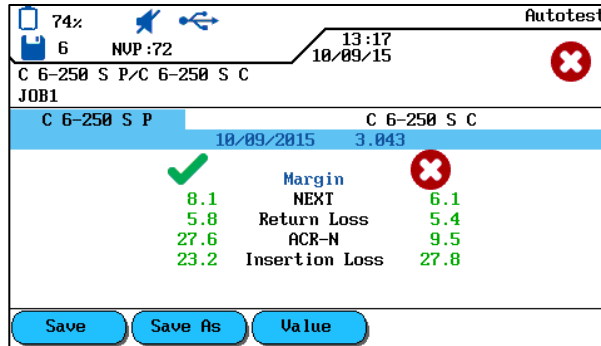 74% Autotest
6 NVP:72 13:17
10/09/15
C 6-250 S P/C 6-250 S C
JOB1
C 6-250 S P C 6-250 S C
10/09/2015 3.043
Margin
8.1 NEXT 6.1
5.8 Return Loss 5.4
27.6 ACR-N 9.5
23.2 Insertion Loss 27.8
Save Save As Value